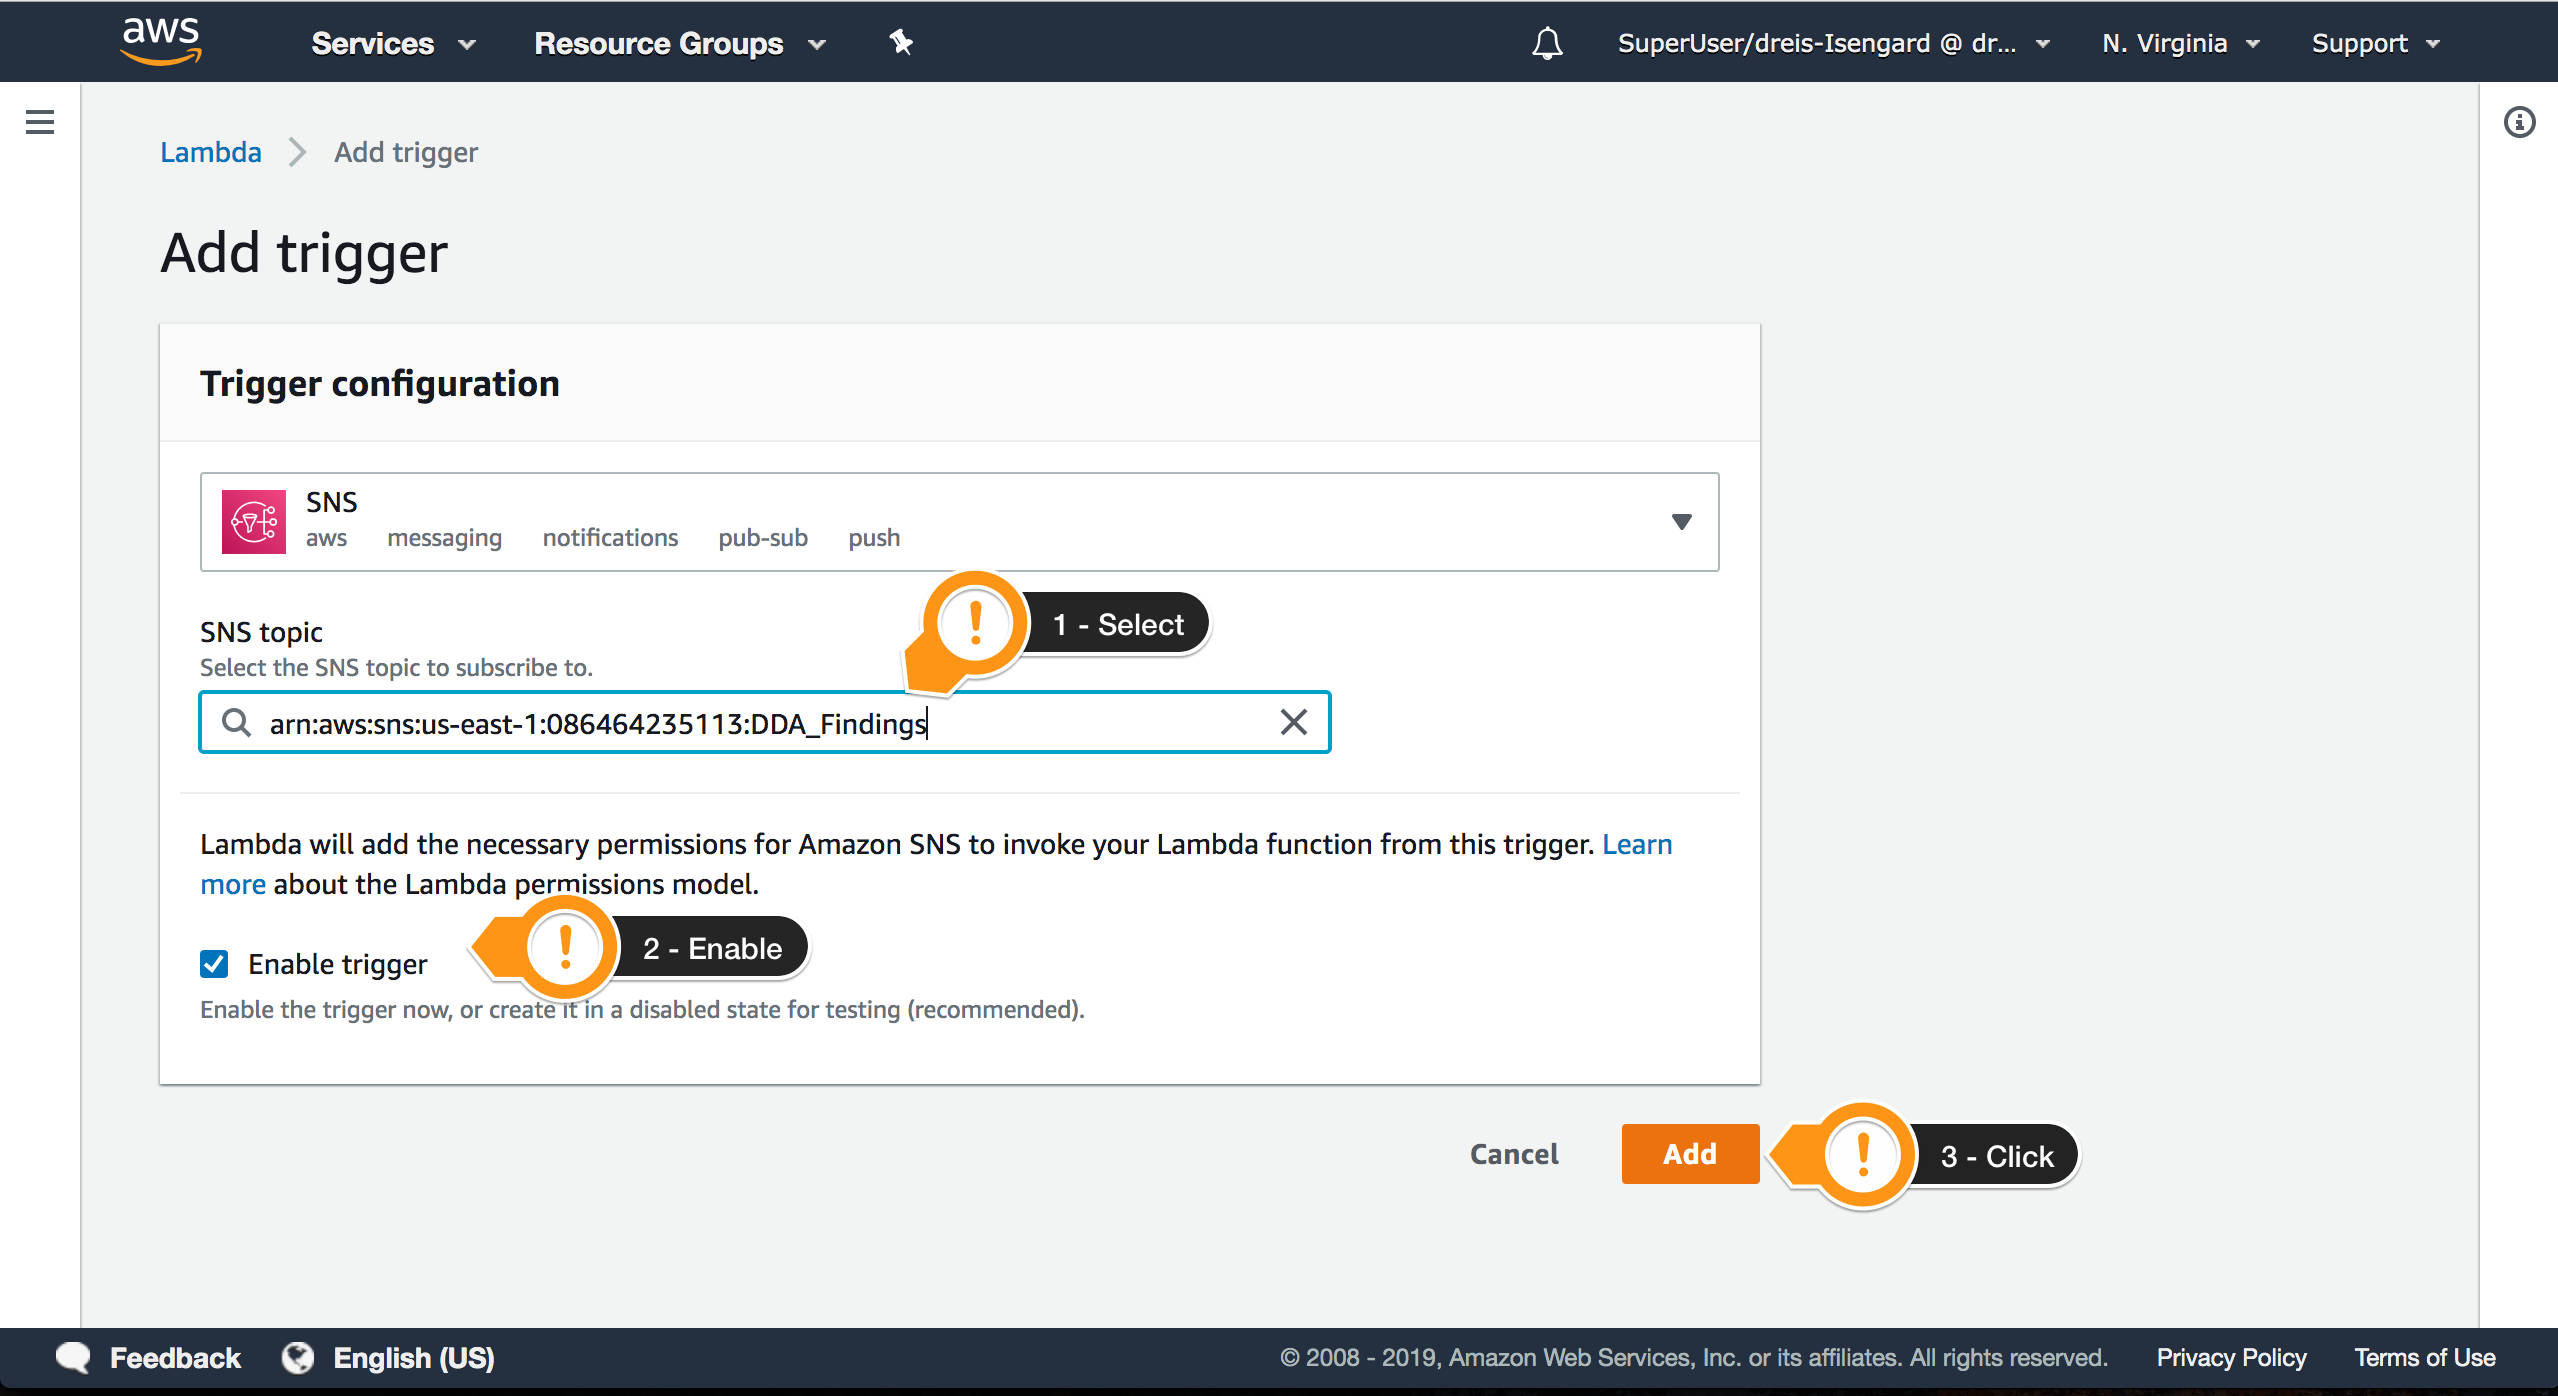 aws Services Resource Groups SuperUser/dreis-Isengard @ dr... N. Virginia Support
Lambda Add trigger
Add trigger
Trigger configuration
SNS
aws messaging notifications pub-sub push
1 - Select
SNS topic
Select the SNS topic to subscribe to.
arn:aws:sns:us-east-1:086464235113:DDA_Findings
Lambda will add the necessary permissions for Amazon SNS to invoke your Lambda function from this trigger. Learn
more about the Lambda permissions model.
2 - Enable
Enable trigger
Enable the trigger now, or create it in a disabled state for testing (recommended).
Cancel Add 3 - Click
Feedback English (US) © 2008 - 2019, Amazon Web Services, Inc. or its affiliates. All rights reserved. Privacy Policy Terms of Use